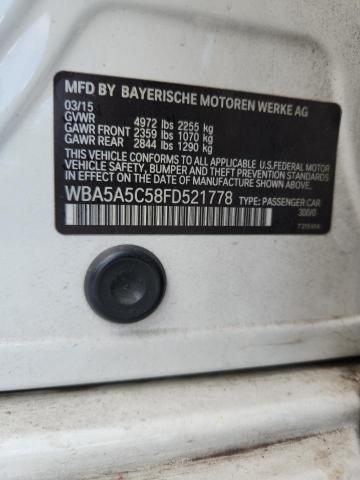 MFD BY BAYERISCHE MOTOREN WERKE AG
03/15
GVWR 4972 lbs 2255 kg
GAWR FRONT 2359 lbs 1070 kg
GAWR REAR 2844 lbs 1290 kg
THIS VEHICLE CONFORMS TO ALL APPLICABLE U.S.FEDERAL MOTOR
VEHICLE SAFETY, BUMPER AND THEFT PREVENTION STANDARDS
IN EFFECT ON THE DATE OF MANUFACTURE SHOWN ABOVE.
WBA5A5C58FD521778 TYPE: PASSENGER CAR
300/0